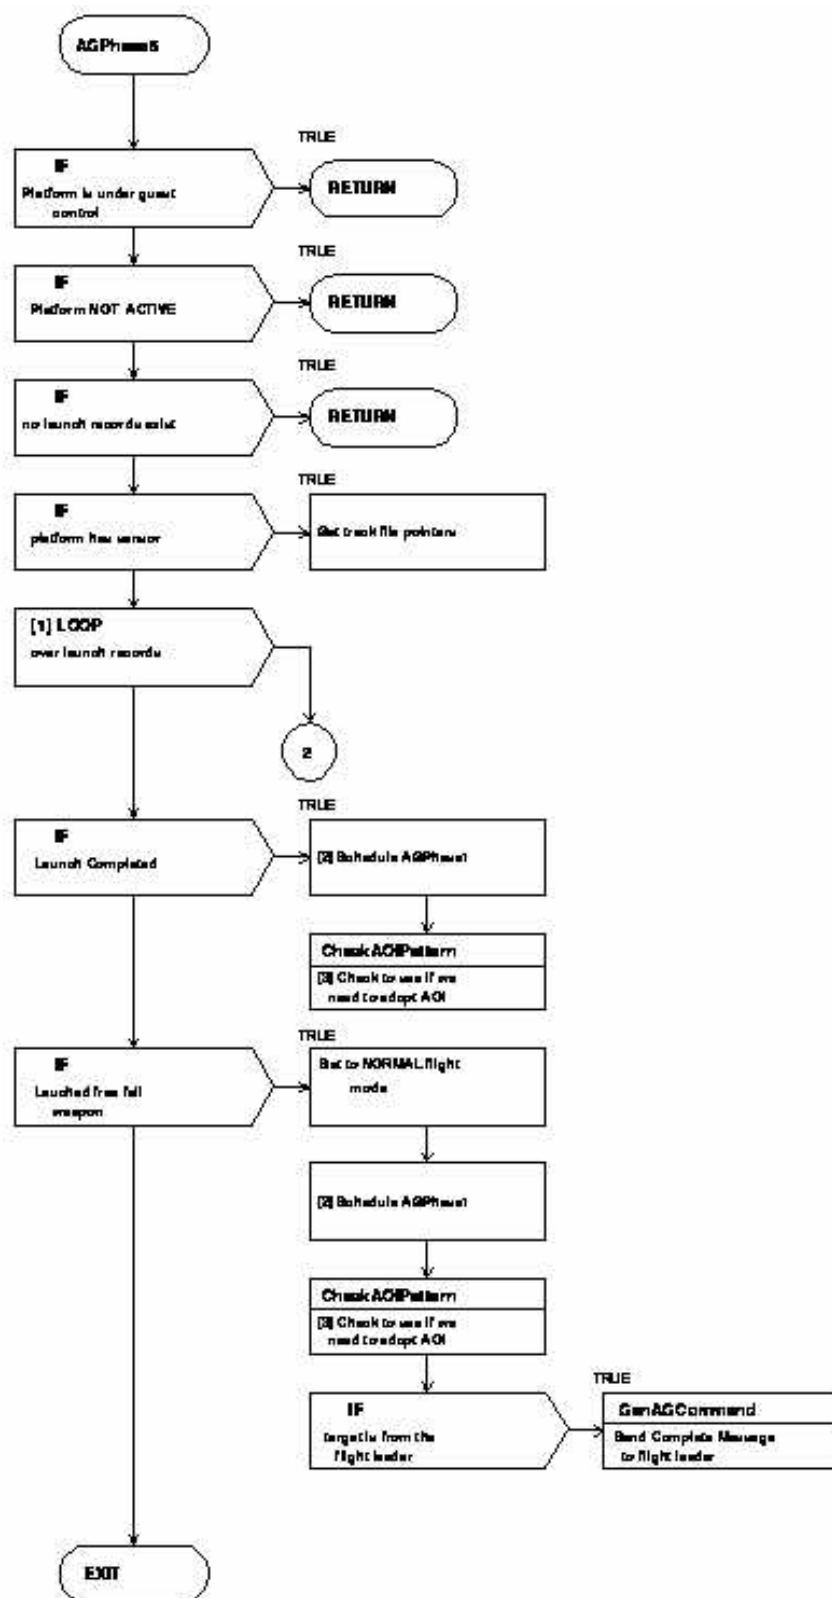 AGPhase5
TRUE
IF
Platform is under guest
control
RETURN
TRUE
IF
Platform NOT ACTIVE
RETURN
TRUE
IF
no launch records exist
RETURN
TRUE
IF
platform has sensor
Get track file pointers
[1] LOOP
over launch records
2
TRUE
IF
Launch Completed
[2] Schedule AGPhase1
CheckAOIPattern
[3] Check to see if we
need to adopt AOI
TRUE
IF
Lauched free fall
weapon
Set to NORMAL flight
mode
[2] Schedule AGPhase1
CheckAOIPattern
[3] Check to see if we
need to adopt AOI
TRUE
IF
target is from the
flight leader
GenAGCommand
Send Complete Message
to flight leader
EXIT